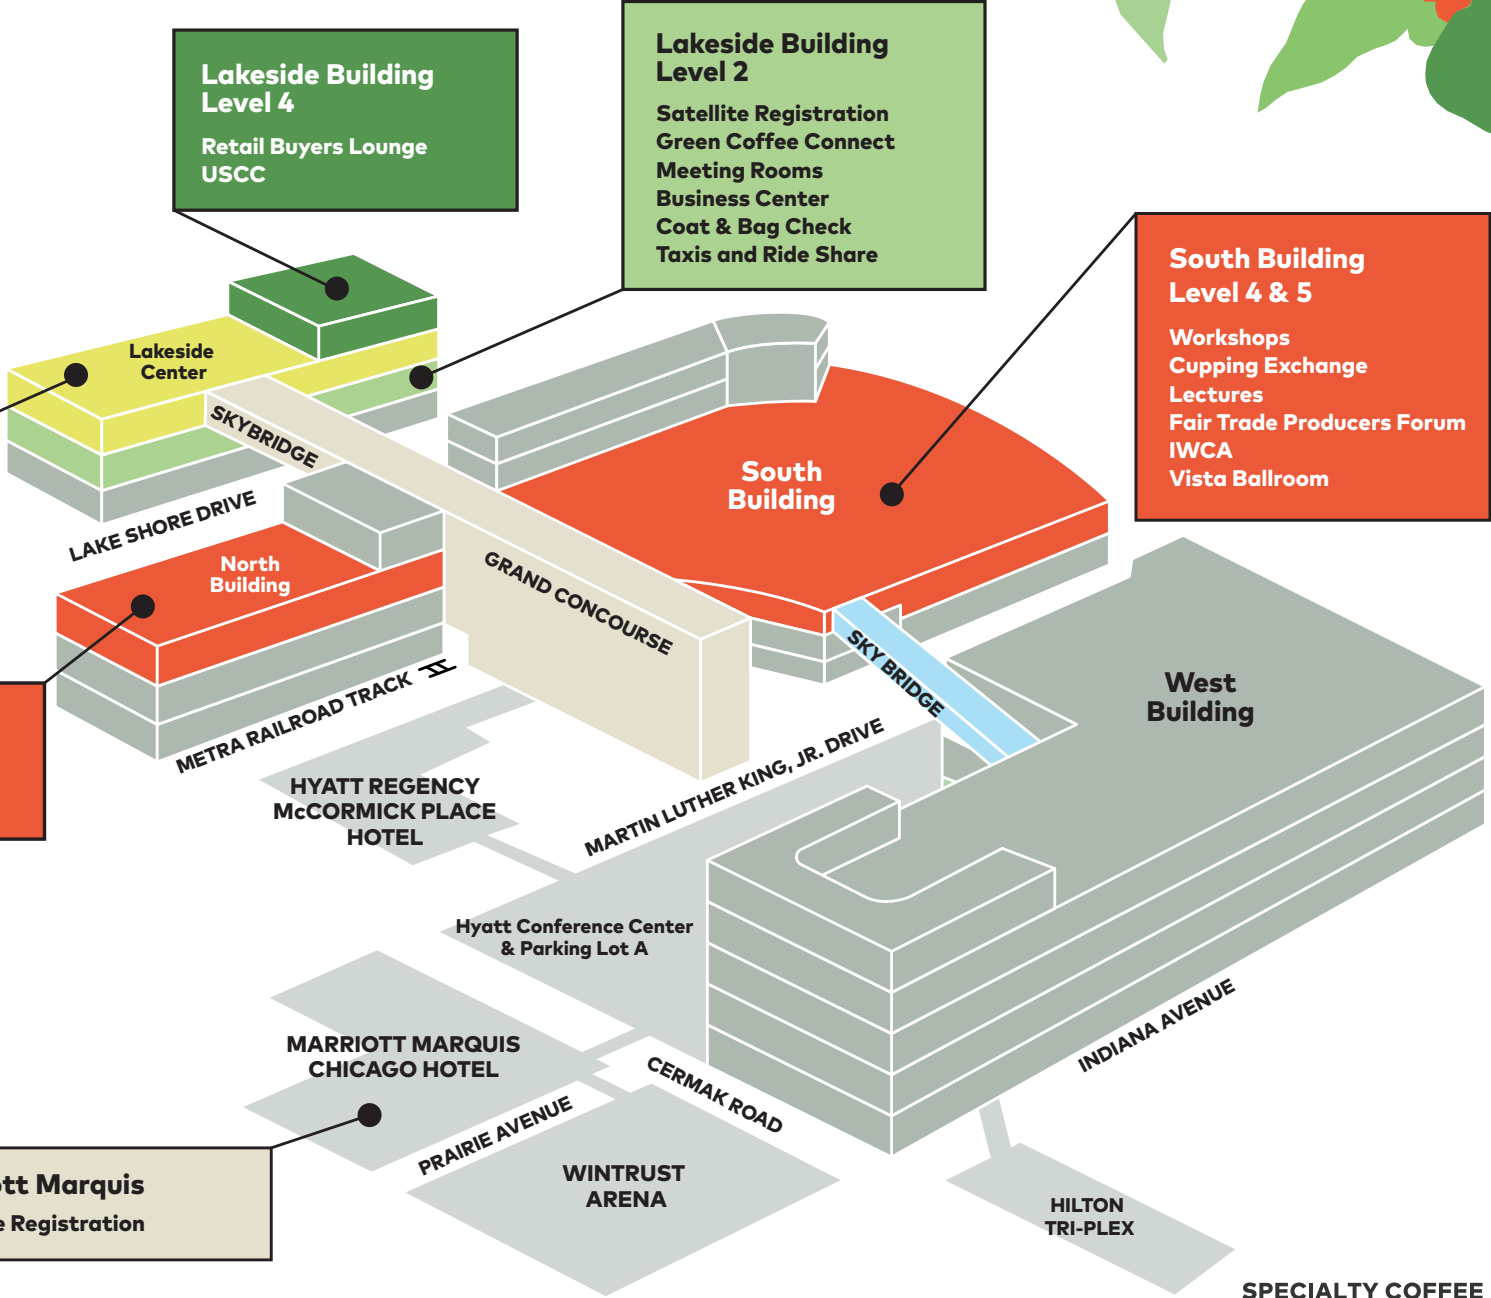 Lakeside Building
Level 4
Retail Buyers Lounge
USCC
Lakeside Building
Level 2
Satellite Registration
Green Coffee Connect
Meeting Rooms
Business Center
Coat & Bag Check
Taxis and Ride Share
South Building
Level 4 & 5
Workshops
Cupping Exchange
Lectures
Fair Trade Producers Forum
IWCA
Vista Ballroom
Lakeside
Center
SKYBRIDGE
LAKE SHORE DRIVE
South
Building
North
Building
GRAND CONCOURSE
METRA RAILROAD TRACK
SKY BRIDGE
West
Building
HYATT REGENCY
McCORMICK PLACE
HOTEL
MARTIN LUTHER KING, JR. DRIVE
Hyatt Conference Center
& Parking Lot A
MARRIOTT MARQUIS
CHICAGO HOTEL
CERMAK ROAD
INDIANA AVENUE
PRAIRIE AVENUE
WINTRUST
ARENA
HILTON
TRI-PLEX
tt Marquis
Registration
SPECIALTY COFFEE